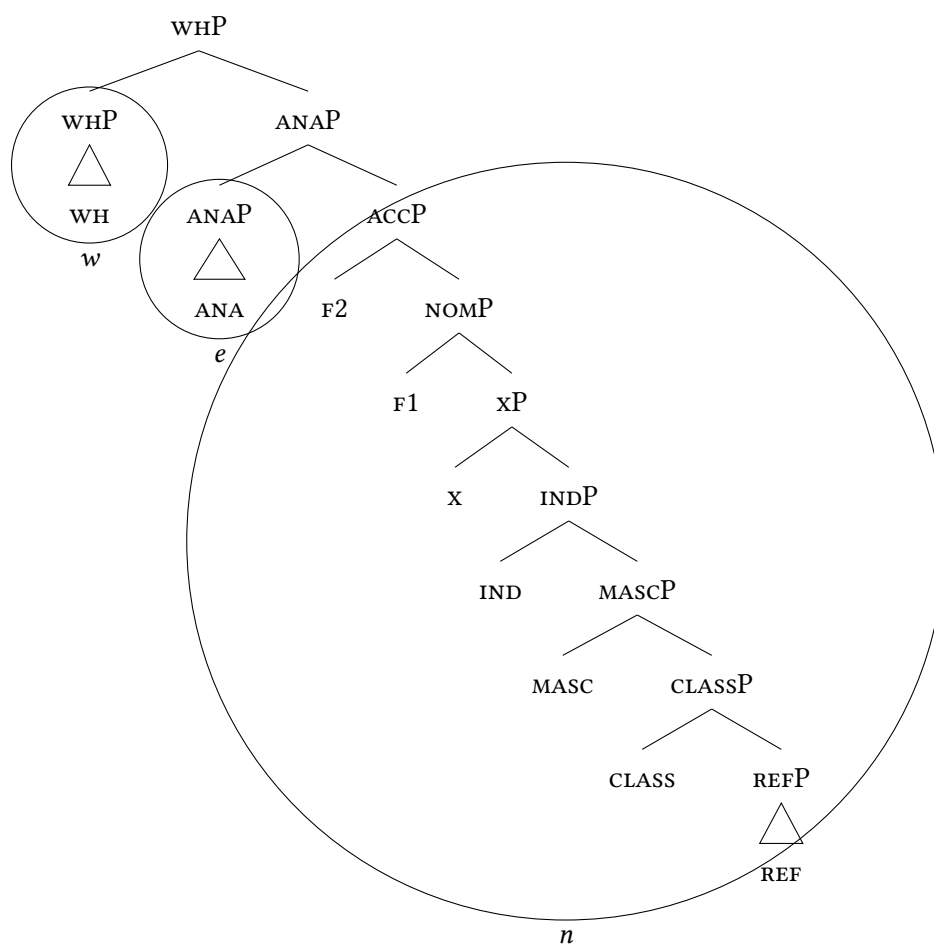 WHP
WHP ANAP
WH ANAP ACCP
w
ANA F2 NOMP
e
F1 XP
X INDP
IND MASCP
MASC CLASSP
CLASS REFP
REF
n